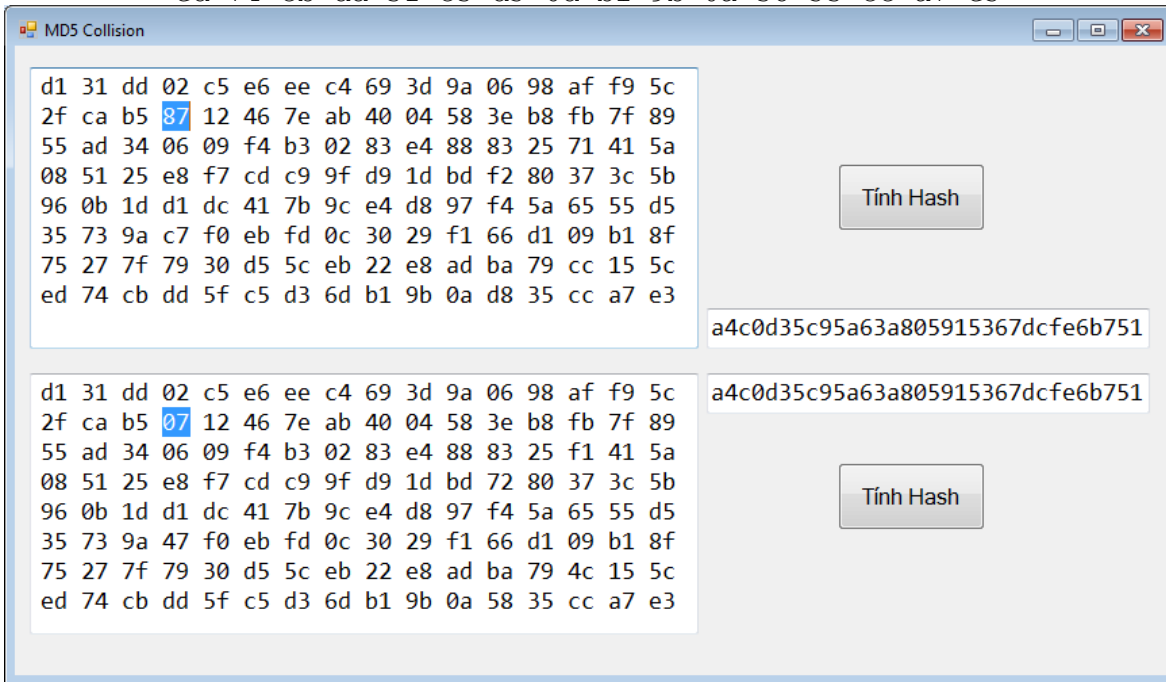 MD5 Collision
d1 31 dd 02 c5 e6 ee c4 69 3d 9a 06 98 af f9 5c
2f ca b5 87 12 46 7e ab 40 04 58 3e b8 fb 7f 89
55 ad 34 06 09 f4 b3 02 83 e4 88 83 25 71 41 5a
08 51 25 e8 f7 cd c9 9f d9 1d bd f2 80 37 3c 5b
96 0b 1d d1 dc 41 7b 9c e4 d8 97 f4 5a 65 55 d5
35 73 9a c7 f0 eb fd 0c 30 29 f1 66 d1 09 b1 8f
75 27 7f 79 30 d5 5c eb 22 e8 ad ba 79 cc 15 5c
ed 74 cb dd 5f c5 d3 6d b1 9b 0a d8 35 cc a7 e3
Tính Hash
a4c0d35c95a63a805915367dcfe6b751
d1 31 dd 02 c5 e6 ee c4 69 3d 9a 06 98 af f9 5c
2f ca b5 07 12 46 7e ab 40 04 58 3e b8 fb 7f 89
55 ad 34 06 09 f4 b3 02 83 e4 88 83 25 f1 41 5a
08 51 25 e8 f7 cd c9 9f d9 1d bd 72 80 37 3c 5b
96 0b 1d d1 dc 41 7b 9c e4 d8 97 f4 5a 65 55 d5
35 73 9a 47 f0 eb fd 0c 30 29 f1 66 d1 09 b1 8f
75 27 7f 79 30 d5 5c eb 22 e8 ad ba 79 4c 15 5c
ed 74 cb dd 5f c5 d3 6d b1 9b 0a 58 35 cc a7 e3
a4c0d35c95a63a805915367dcfe6b751
Tính Hash